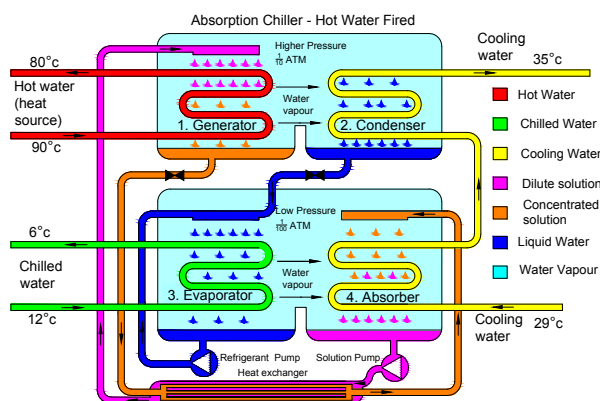 Absorption Chiller - Hot Water Fired
Cooling
water
80°c
Higher Pressure
1/10 ATM
35°c
Hot water
(heat
source)
Water
vapour
Hot Water
90°c
1. Generator
2. Condenser
Chilled Water
Cooling Water
Dilute solution
Concentrated
solution
Liquid Water
Water Vapour
6°c
Low Pressure
1/100 ATM
Chilled
water
Water
vapour
12°c
3. Evaporator
4. Absorber
Cooling
water
29°c
Refrigerant Pump
Solution Pump
Heat exchanger